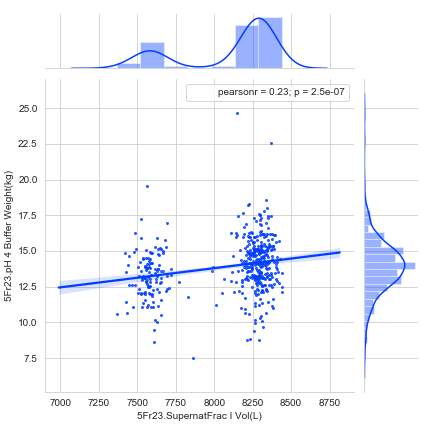 pearsonr = 0.23; p = 2.5e-07
25.0
22.5
20.0
17.5
15.0
12.5
10.0
7.5
5Fr23.pH 4 Buffer Weight(kg)
7000 7250 7500 7750 8000 8250 8500 8750
5Fr23.SupernatFrac I Vol(L)